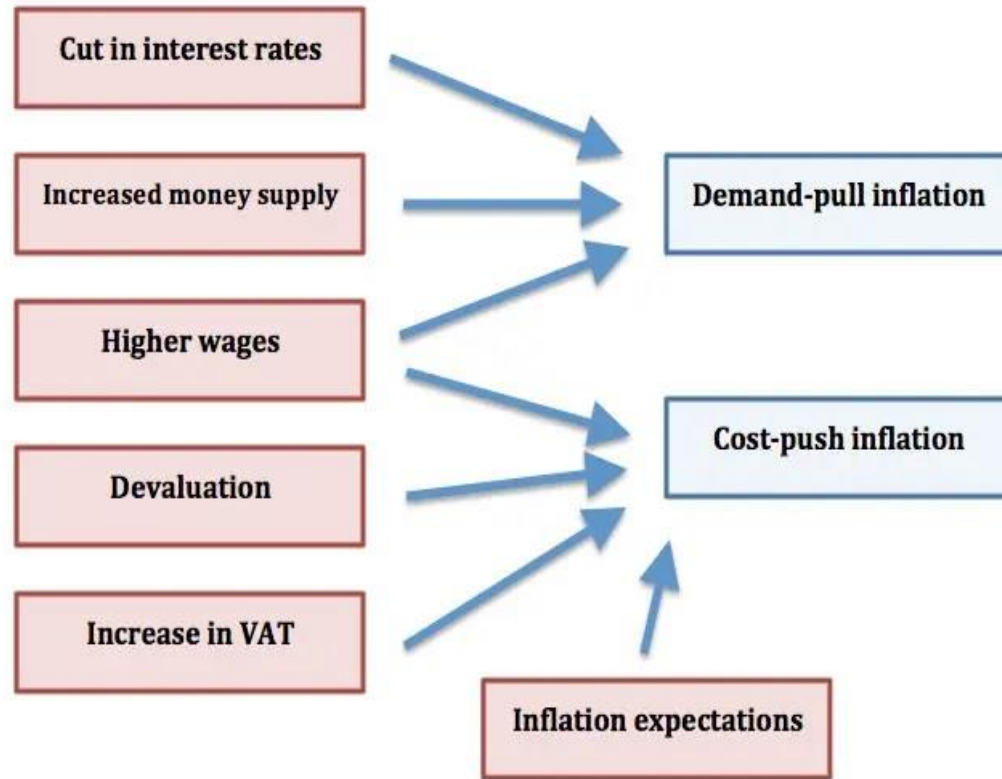 Cut in interest rates
Increased money supply
Demand-pull inflation
Higher wages
Cost-push inflation
Devaluation
Increase in VAT
Inflation expectations